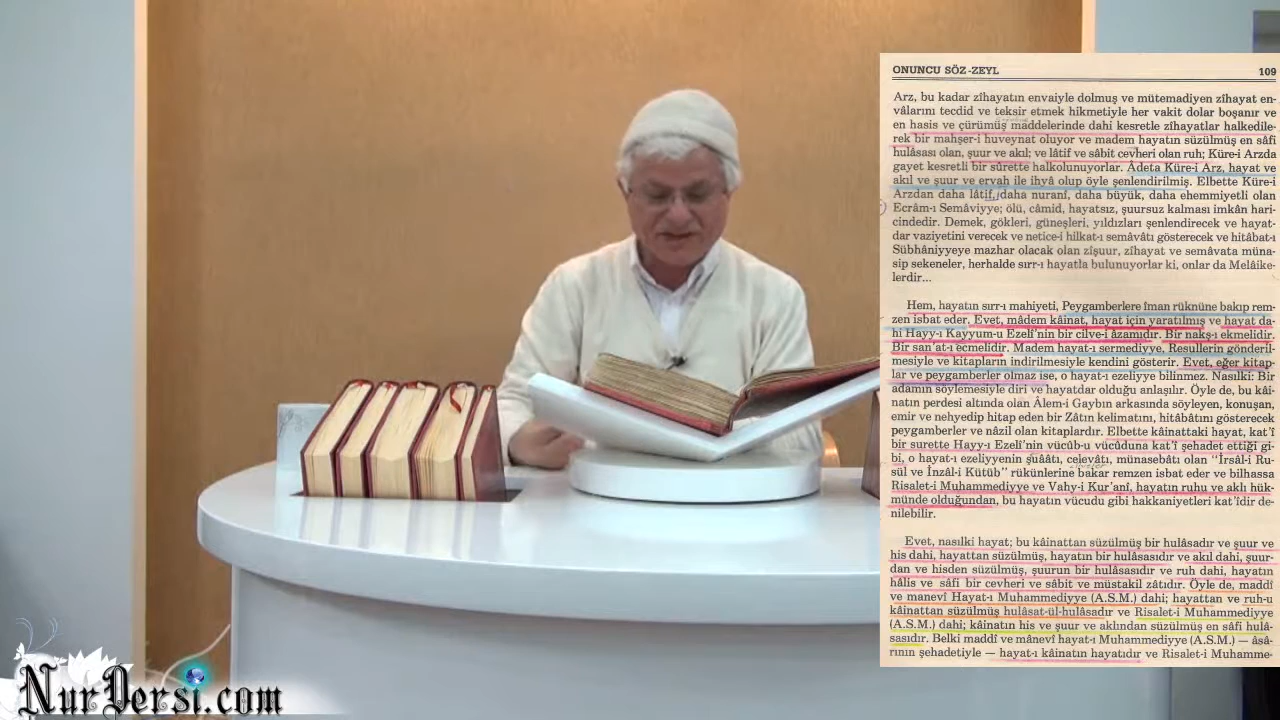 ONUNCU SÖZ-ZEYL 109
Arz, bu kadar zîhayatın envaiyle dolmuş ve mütemadiyen zîhayat en-
vâlarını tecdid ve teksir etmek hikmetiyle her vakit dolar boşanır ve
en hasis ve çürümüş maddelerinde dahi kesretle zîhayatlar halkedile-
rek bir mahşer-i huveynat oluyor ve madem hayatın süzülmüş en sâfi
hulâsası olan, şuur ve akıl; ve lâtif ve sâbit cevheri olan ruh; Küre-i Arzda
gayet kesretli bir sûrette halkolunuyorlar. Âdeta Küre-i Arz, hayat ve
akıl ve şuur ve ervah ile ihyâ olup öyle şenlendirilmiş. Elbette Küre-i
Arzdan daha lâtif, daha nuranî, daha büyük, daha ehemmiyetli olan
Ecrâm-ı Semâviyye; ölü, câmid, hayatsız, şuursuz kalması imkân hari-
cindedir. Demek, gökleri, güneşleri, yıldızları şenlendirecek ve hayat-
dar vaziyetini verecek ve netice-i hilkat-ı semâvâtı gösterecek ve hitâbat-ı
Sübhâniyyeye mazhar olacak olan zîşuur, zîhayat ve semâvata müna-
sip sekeneler, herhalde sırr-ı hayatla bulunuyorlar ki, onlar da Melâike-
lerdir...
Hem, hayatın sırr-ı mahiyeti, Peygamberlere îman rüknüne bakıp rem-
zen isbat eder. Evet, mâdem kâinat, hayat için yaratılmış ve hayat da-
hi Hayy-ı Kayyum-u Ezelî'nin bir cilve-i âzamıdır. Bir nakş-ı ekmelidir.
Bir san'at-ı ecmelidir. Madem hayat-ı sermediyye, Resullerin gönderil-
mesiyle ve kitapların indirilmesiyle kendini gösterir. Evet, eğer kitap-
lar ve peygamberler olmaz ise, o hayat-ı ezeliyye bilinmez. Nasılki: Bir
adamın söylemesiyle diri ve hayatdar olduğu anlaşılır. Öyle de, bu kâi-
natın perdesi altında olan Âlem-i Gaybın arkasında söyleyen, konuşan,
emir ve nehyedip hitap eden bir Zâtın kelimatını, hitâbâtını gösterecek
peygamberler ve nâzil olan kitaplardır. Elbette kâinattaki hayat, kat'î
bir surette Hayy-ı Ezelî'nin vücûb-u vücûduna kat'î şehadet ettiği gi-
bi, o hayat-ı ezeliyyenin şuâatı, celevâtı, münasebâtı olan "İrsâl-i Ru-
sül ve İnzâl-i Kütüb" rükünlerine bakar remzen isbat eder ve bilhassa
Risalet-i Muhammediyye ve Vahy-i Kur'anî, hayatın ruhu ve aklı hük-
münde olduğundan, bu hayatın vücudu gibi hakkaniyetleri kat'îdir de-
nilebilir.
Evet, nasılki hayat; bu kâinattan süzülmüş bir hulâsadır ve şuur ve
his dahi, hayattan süzülmüş, hayatın bir hulâsasıdır ve akıl dahi, şuur-
dan ve hisden süzülmüş, şuurun bir hulâsasıdır ve ruh dahi, hayatın
hâlis ve sâfi bir cevheri ve sâbit ve müstakil zâtıdır. Öyle de, maddî
ve manevî Hayat-ı Muhammediyye (A.S.M.) dahi; hayattan ve ruh-u
kâinattan süzülmüş hulâsat-ül-hulâsadır ve Risalet-i Muhammediyye
(A.S.M.) dahi; kâinatın his ve şuur ve aklından süzülmüş en sâfi hulâ-
sasıdır. Belki maddî ve mânevî hayat-ı Muhammediyye (A.S.M.) — âsâ-
rının şehadetiyle — hayat-ı kâinatın hayatıdır ve Risalet-i Muhamme-
NurDersi.com